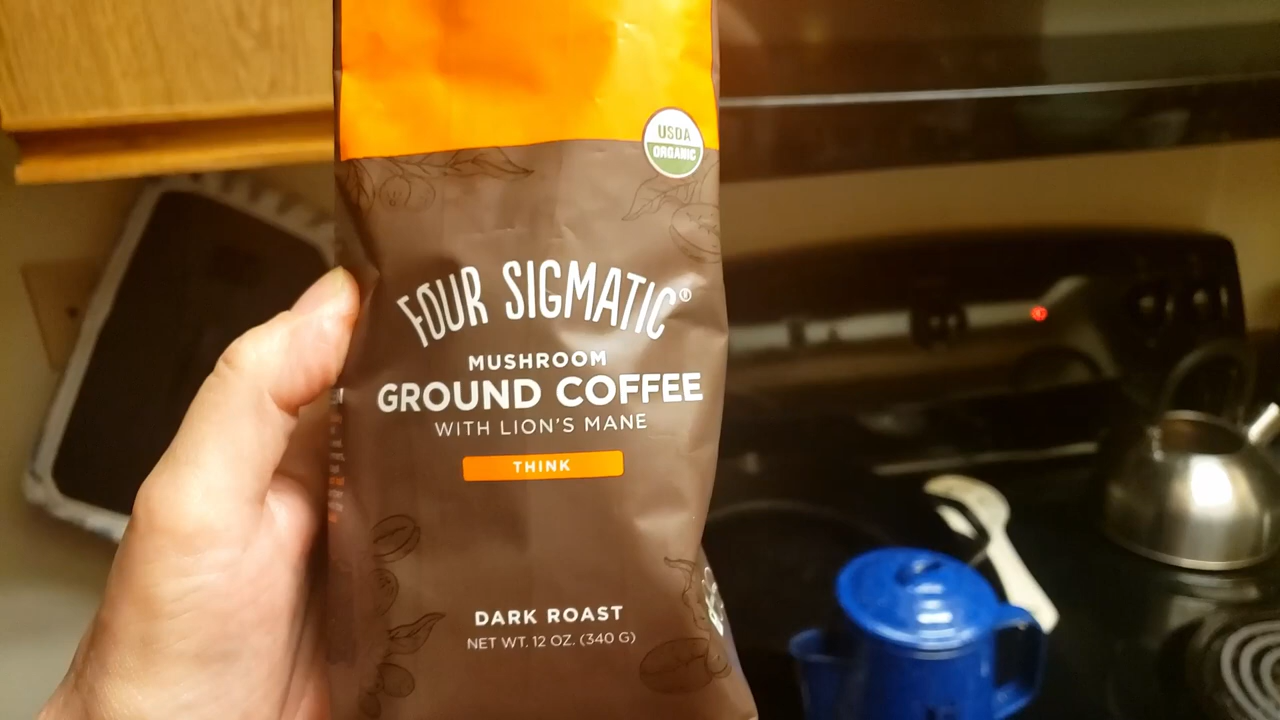 USDA
ORGANIC
FOUR SIGMATIC®
MUSHROOM
GROUND COFFEE
WITH LION'S MANE
THINK
DARK ROAST
NET WT. 12 OZ. (340 G)